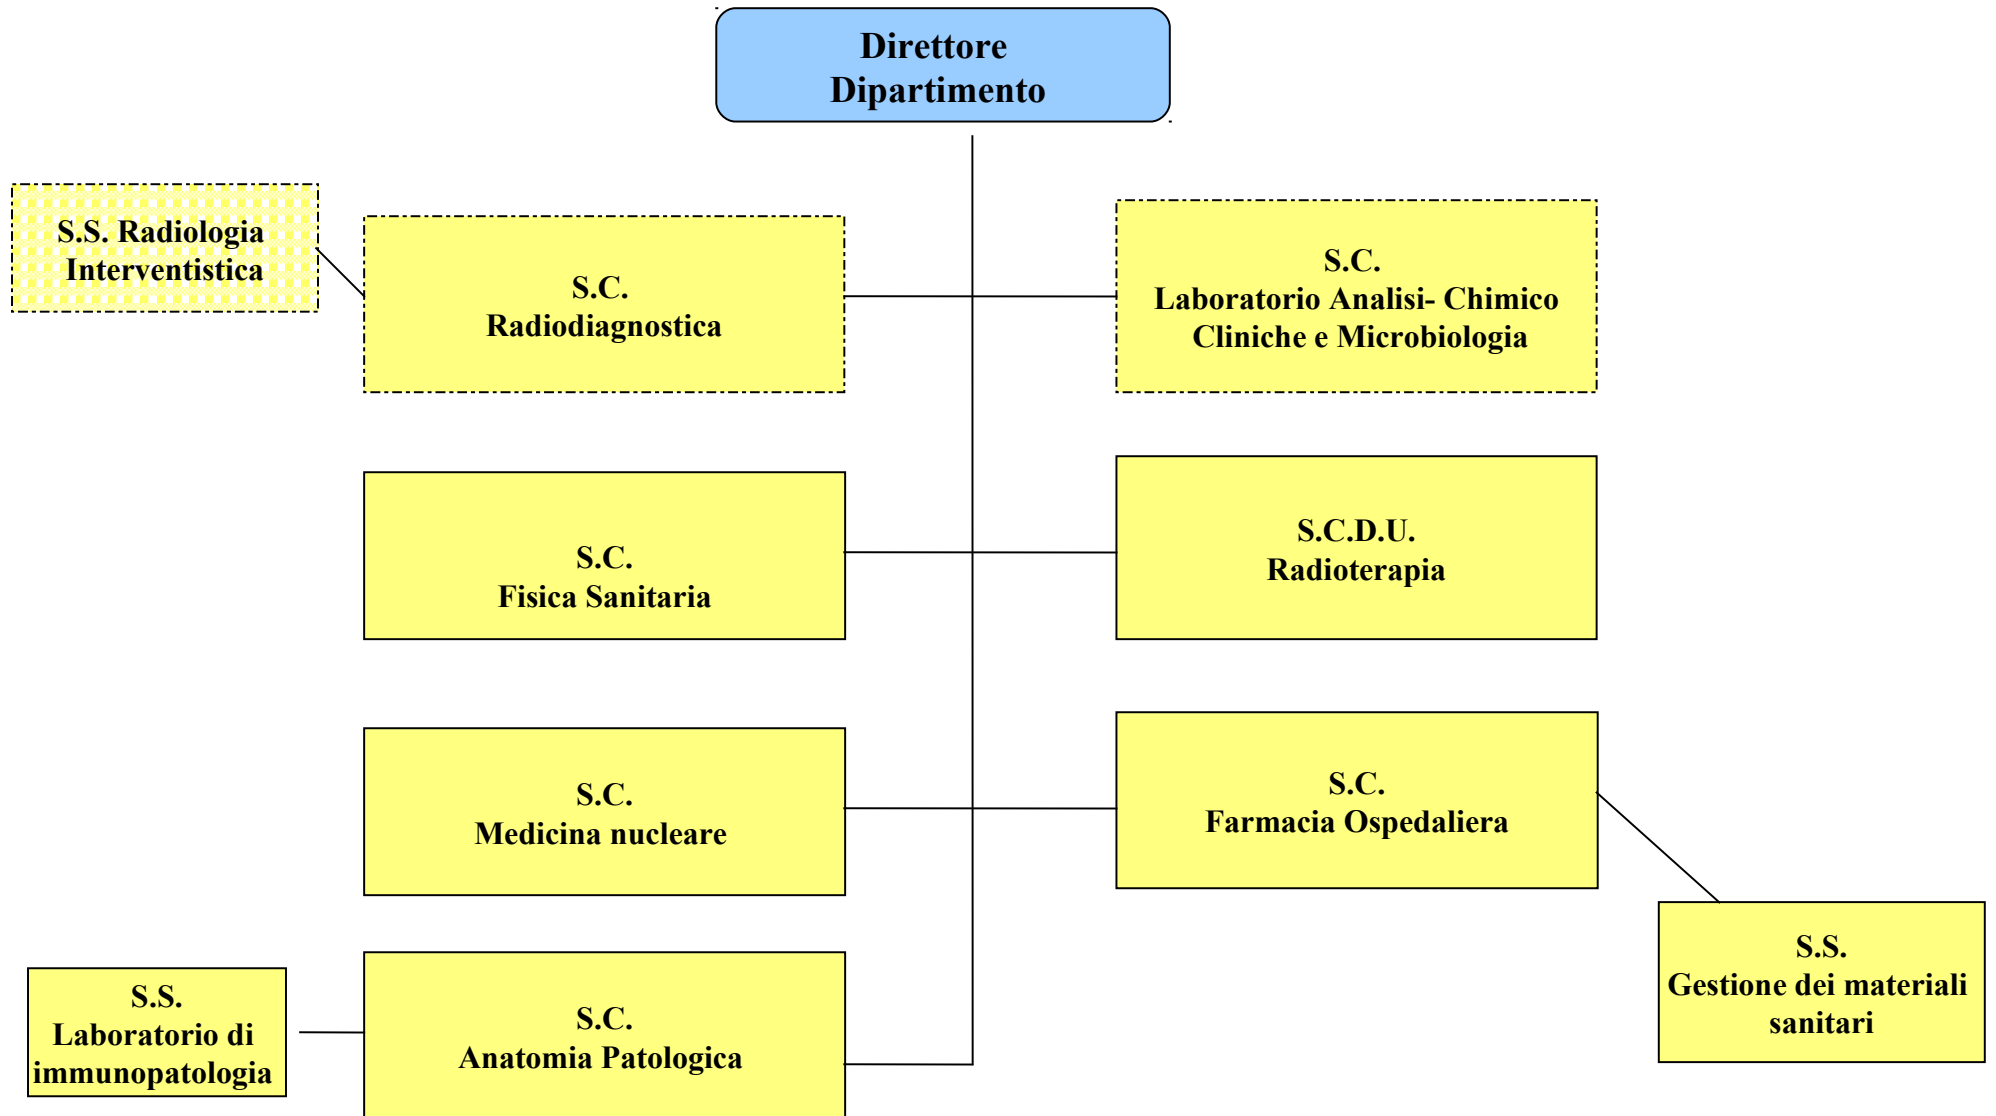 Direttore
Dipartimento
S.S. Radiologia
Interventistica
S.C.
Radiodiagnostica
S.C.
Laboratorio Analisi- Chimico
Cliniche e Microbiologia
S.C.
Fisica Sanitaria
S.C.D.U.
Radioterapia
S.C.
Medicina nucleare
S.C.
Farmacia Ospedaliera
S.S.
Laboratorio di
immunopatologia
S.C.
Anatomia Patologica
S.S.
Gestione dei materiali
sanitari